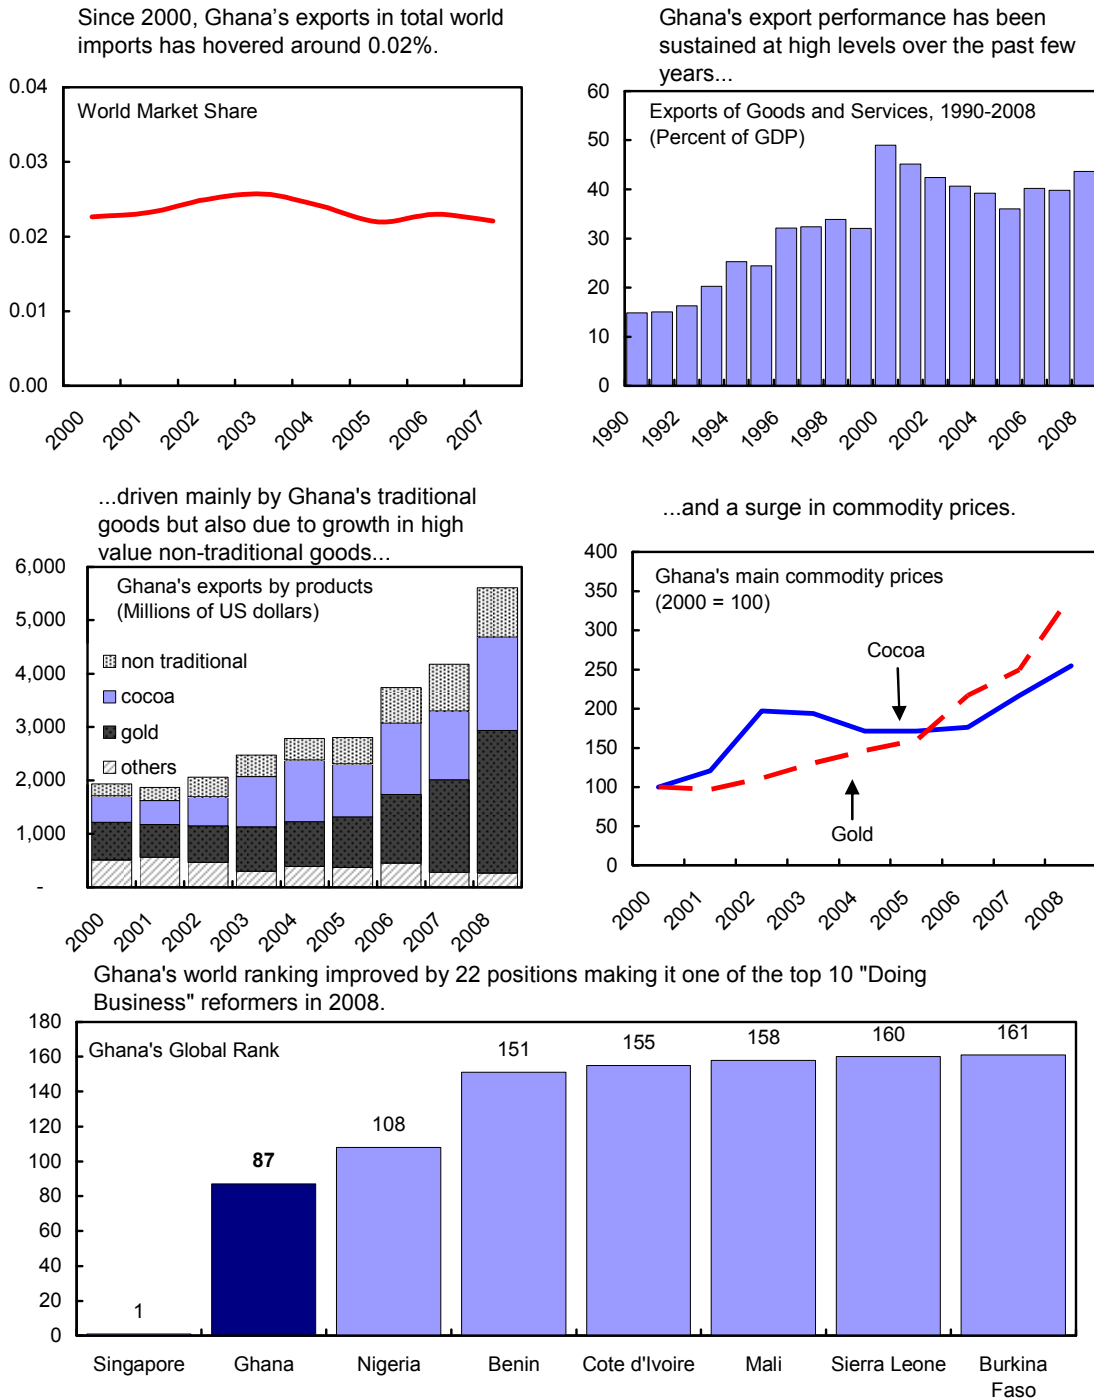 Since 2000, Ghana’s exports in total world
imports has hovered around 0.02%.
0.04
0.03
0.02
0.01
0.00
World Market Share
2000 2001 2002 2003 2004 2005 2006 2007
Ghana's export performance has been
sustained at high levels over the past few
years...
60
50
40
30
20
10
0
Exports of Goods and Services, 1990-2008
(Percent of GDP)
1990 1992 1994 1996 1998 2000 2002 2004 2006 2008
...driven mainly by Ghana's traditional
goods but also due to growth in high
value non-traditional goods...
6,000
5,000
4,000
3,000
2,000
1,000
-
Ghana's exports by products
(Millions of US dollars)
non traditional
cocoa
gold
others
2000 2001 2002 2003 2004 2005 2006 2007 2008
...and a surge in commodity prices.
400
350
300
250
200
150
100
50
0
Ghana's main commodity prices
(2000 = 100)
Cocoa
Gold
2000 2001 2002 2003 2004 2005 2006 2007 2008
Ghana's world ranking improved by 22 positions making it one of the top 10 "Doing
Business" reformers in 2008.
180
160
140
120
100
80
60
40
20
0
Ghana's Global Rank
1 87 108 151 155 158 160 161
Singapore Ghana Nigeria Benin Cote d'Ivoire Mali Sierra Leone Burkina
Faso